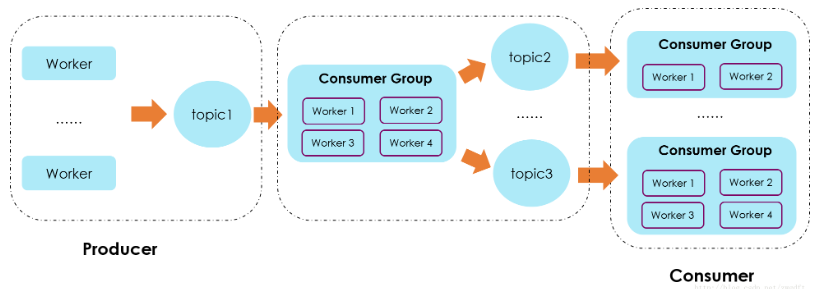 Worker
......
Worker
topic1
Producer
Consumer Group
Worker 1
Worker 2
Worker 3
Worker 4
topic2
......
topic3
Consumer Group
Worker 1
Worker 2
......
Consumer Group
Worker 1
Worker 2
Worker 3
Worker 4
Consumer